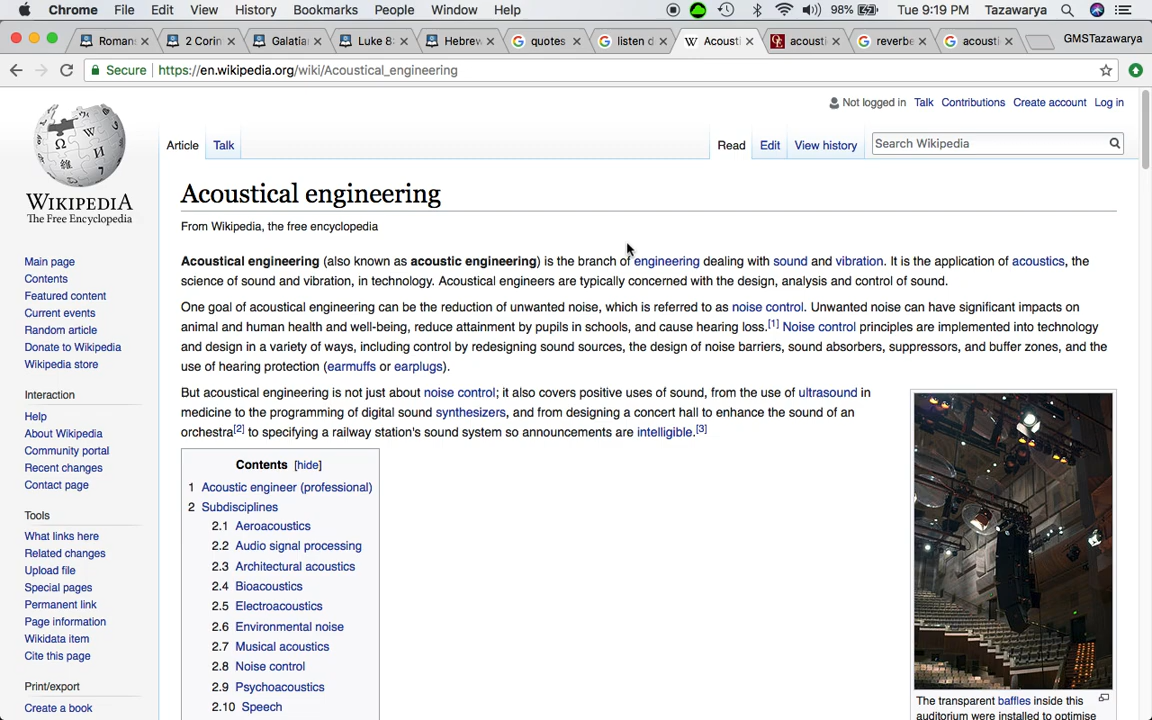 Chrome File Edit View History Bookmarks People Window Help 98% Tue 9:19 PM Tazawarya
Roman 2 Corin Galatia Luke 8: Hebrew quotes listen d Acousti acousti reverbe acousti GMSTazawarya
Secure https://en.wikipedia.org/wiki/Acoustical_engineering
Not logged in Talk Contributions Create account Log in
Article Talk Read Edit View history Search Wikipedia
WIKIPEDIA
The Free Encyclopedia
Main page
Contents
Featured content
Current events
Random article
Donate to Wikipedia
Wikipedia store
Interaction
Help
About Wikipedia
Community portal
Recent changes
Contact page
Tools
What links here
Related changes
Upload file
Special pages
Permanent link
Page information
Wikidata item
Cite this page
Print/export
Create a book
Acoustical engineering
From Wikipedia, the free encyclopedia
Acoustical engineering (also known as acoustic engineering) is the branch of engineering dealing with sound and vibration. It is the application of acoustics, the
science of sound and vibration, in technology. Acoustical engineers are typically concerned with the design, analysis and control of sound.
One goal of acoustical engineering can be the reduction of unwanted noise, which is referred to as noise control. Unwanted noise can have significant impacts on
animal and human health and well-being, reduce attainment by pupils in schools, and cause hearing loss.[1] Noise control principles are implemented into technology
and design in a variety of ways, including control by redesigning sound sources, the design of noise barriers, sound absorbers, suppressors, and buffer zones, and the
use of hearing protection (earmuffs or earplugs).
But acoustical engineering is not just about noise control; it also covers positive uses of sound, from the use of ultrasound in
medicine to the programming of digital sound synthesizers, and from designing a concert hall to enhance the sound of an
orchestra[2] to specifying a railway station's sound system so announcements are intelligible.[3]
Contents [hide]
1 Acoustic engineer (professional)
2 Subdisciplines
2.1 Aeroacoustics
2.2 Audio signal processing
2.3 Architectural acoustics
2.4 Bioacoustics
2.5 Electroacoustics
2.6 Environmental noise
2.7 Musical acoustics
2.8 Noise control
2.9 Psychoacoustics
2.10 Speech
The transparent baffles inside this
auditorium were installed to optimise